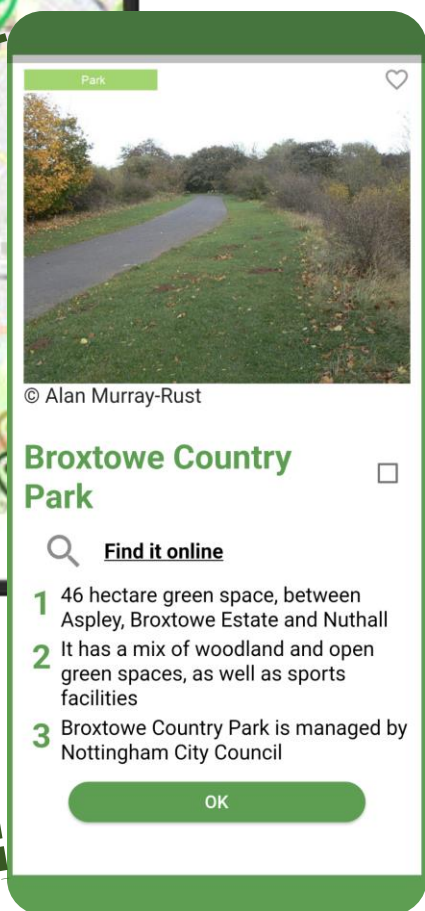 Park
© Alan Murray-Rust
Broxtowe Country
Park
Find it online
1 46 hectare green space, between
Aspley, Broxtowe Estate and Nuthall
2 It has a mix of woodland and open
green spaces, as well as sports
facilities
3 Broxtowe Country Park is managed by
Nottingham City Council
OK